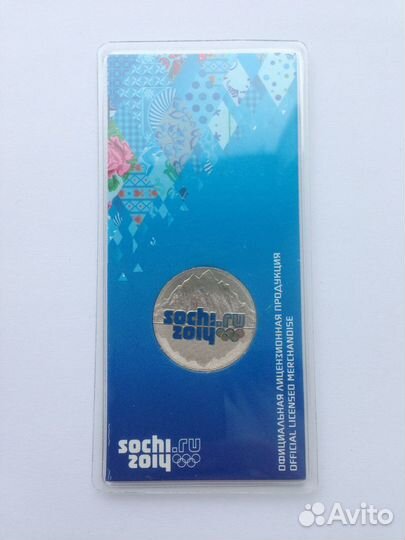 sochi.ru
2014
sochi.ru
2014
ОФИЦИАЛЬНАЯ ЛИЦЕНЗИОННАЯ ПРОДУКЦИЯ
OFFICIAL LICENSED MERCHANDISE
Avito